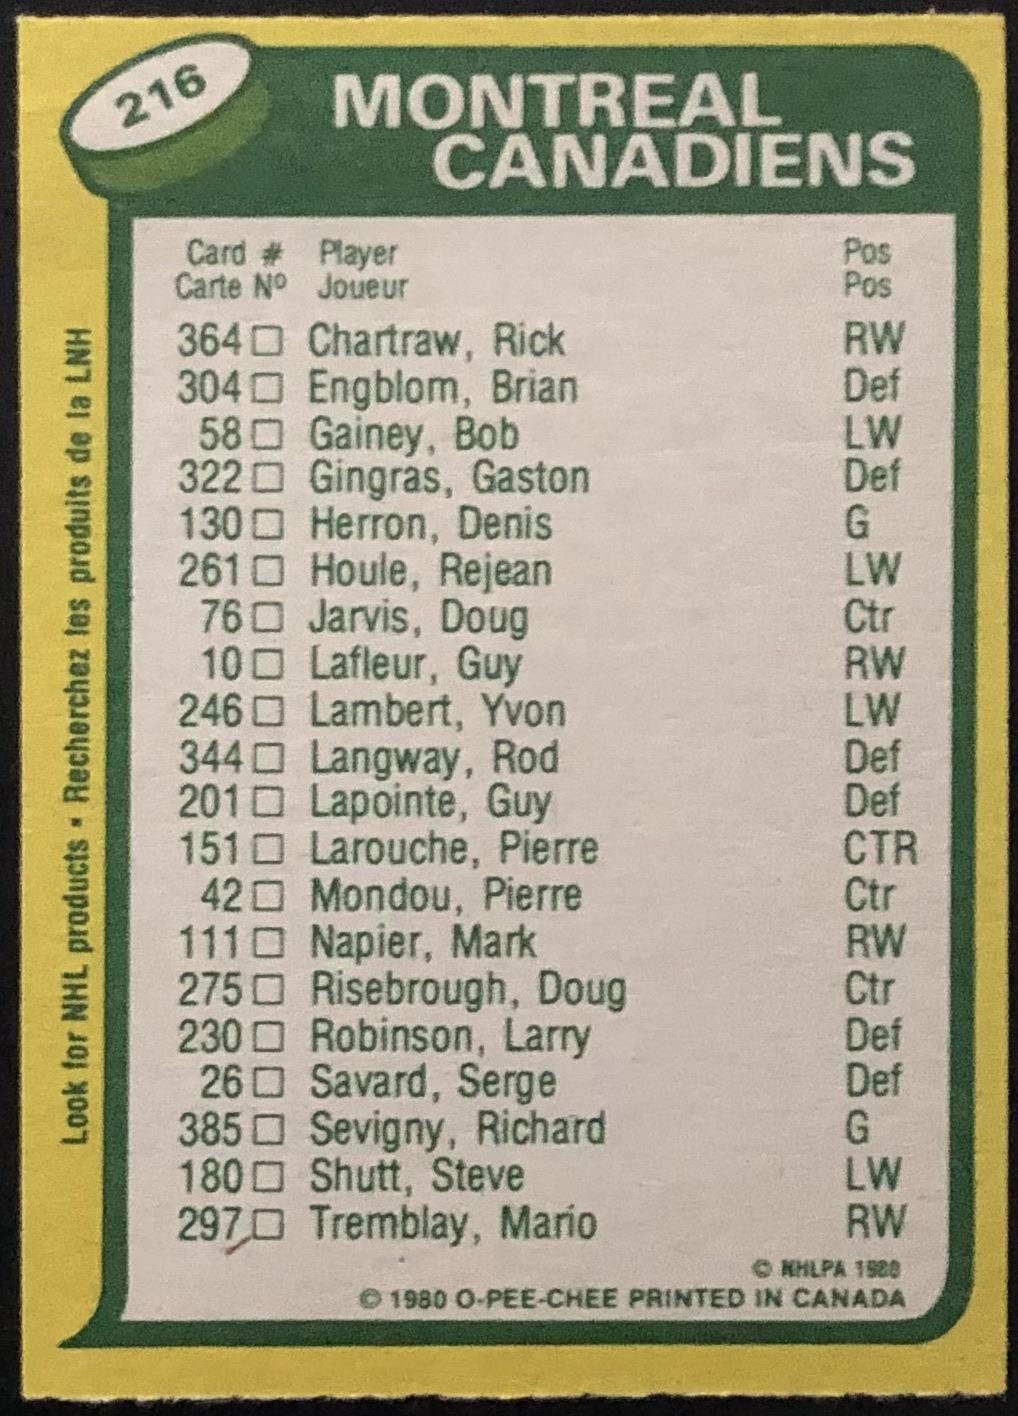 216
MONTREAL
CANADIENS
Card # Player Pos
Carte Nº Joueur Pos
364 □ Chartraw, Rick RW
304 □ Engblom, Brian Def
58 □ Gainey, Bob LW
322 □ Gingras, Gaston Def
130 □ Herron, Denis G
261 □ Houle, Rejean LW
76 □ Jarvis, Doug Ctr
10 □ Lafleur, Guy RW
246 □ Lambert, Yvon LW
344 □ Langway, Rod Def
201 □ Lapointe, Guy Def
151 □ Larouche, Pierre CTR
42 □ Mondou, Pierre Ctr
111 □ Napier, Mark RW
275 □ Risebrough, Doug Ctr
230 □ Robinson, Larry Def
26 □ Savard, Serge Def
385 □ Sevigny, Richard G
180 □ Shutt, Steve LW
297 □ Tremblay, Mario RW
© NHLPA 1980
© 1980 O-PEE-CHEE PRINTED IN CANADA
Look for NHL products • Recherchez les produits de la LNH